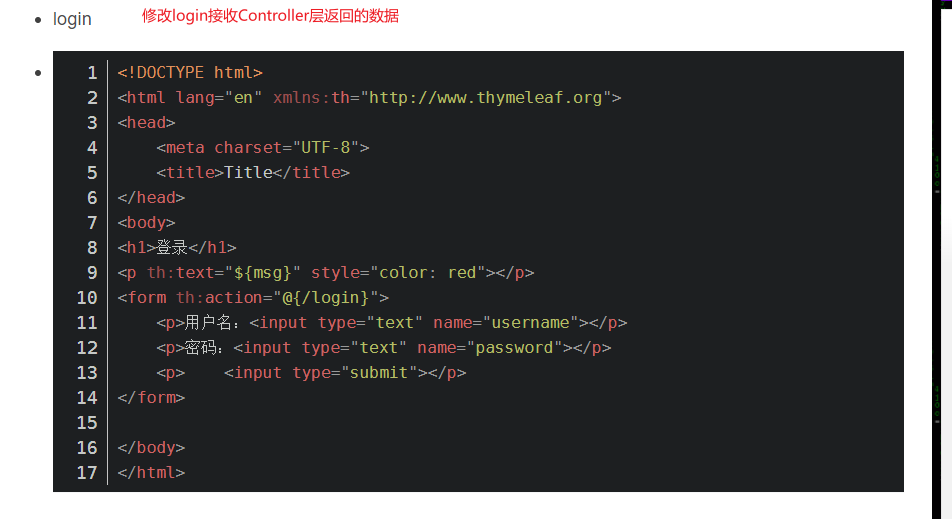 login 修改login接收Controller层返回的数据
1 <!DOCTYPE html>
2 <html lang="en" xmlns:th="http://www.thymeleaf.org">
3 <head>
4     <meta charset="UTF-8">
5     <title>Title</title>
6 </head>
7 <body>
8 <h1>登录</h1>
9 <p th:text="${msg}" style="color: red"></p>
10 <form th:action="@{/login}">
11     <p>用户名：<input type="text" name="username"></p>
12     <p>密码：<input type="text" name="password"></p>
13     <p>    <input type="submit"></p>
14 </form>
15
16 </body>
17 </html>